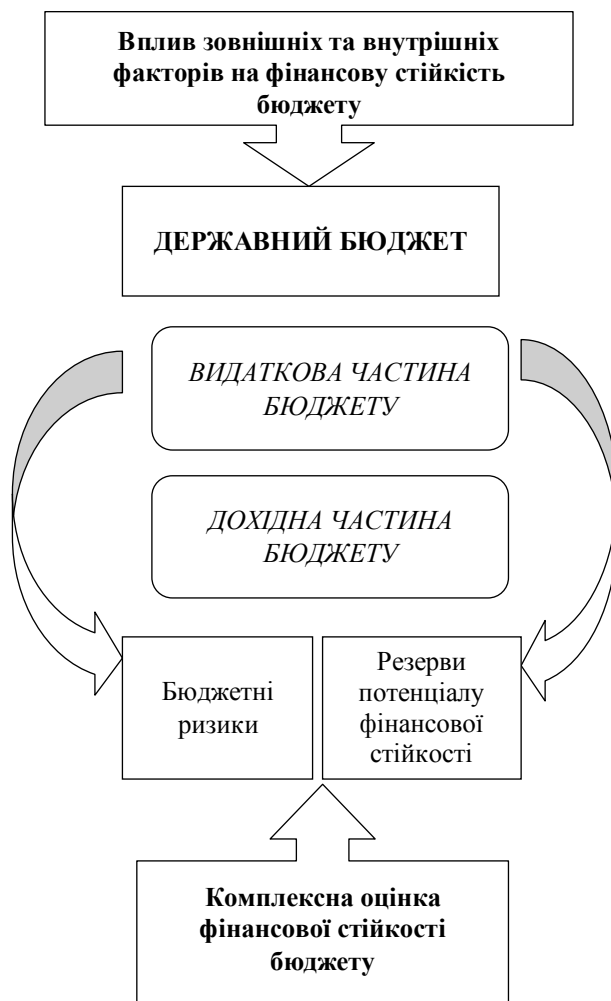 Вплив зовнішніх та внутрішніх
факторів на фінансову стійкість
бюджету
ДЕРЖАВНИЙ БЮДЖЕТ
ВИДАТКОВА ЧАСТИНА
БЮДЖЕТУ
ДОХІДНА ЧАСТИНА
БЮДЖЕТУ
Бюджетні
ризики
Резерви
потенціалу
фінансової
стійкості
Комплексна оцінка
фінансової стійкості
бюджету